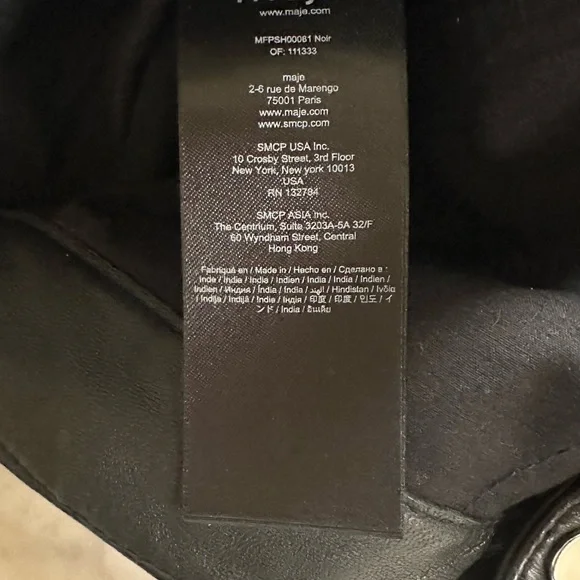 www.maje.com
MFPSH00081 Noir
OF: 111333
maje
2-6 rue de Marengo
75001 Paris
www.maje.com
www.smcp.com
SMCP USA Inc.
10 Crosby Street, 3rd Floor
New York, New york 10013
USA
RN 132784
SMCP ASIA Inc.
The Centrium, Suite 3203A-5A 32/F
60 Wyndham Street, Central
Hong Kong
Fabriqué en / Made in / Hecho en / Сделано в :
Inde / India / India / Indien / India / India / Indien /
Indien / Индия / Índia / India / الهند / Hindistan / Ινδία
/ Indija / Indijā / Indie / Індія / 印度 / 印度 / 인도 / イ
ンド / India / อินเดีย